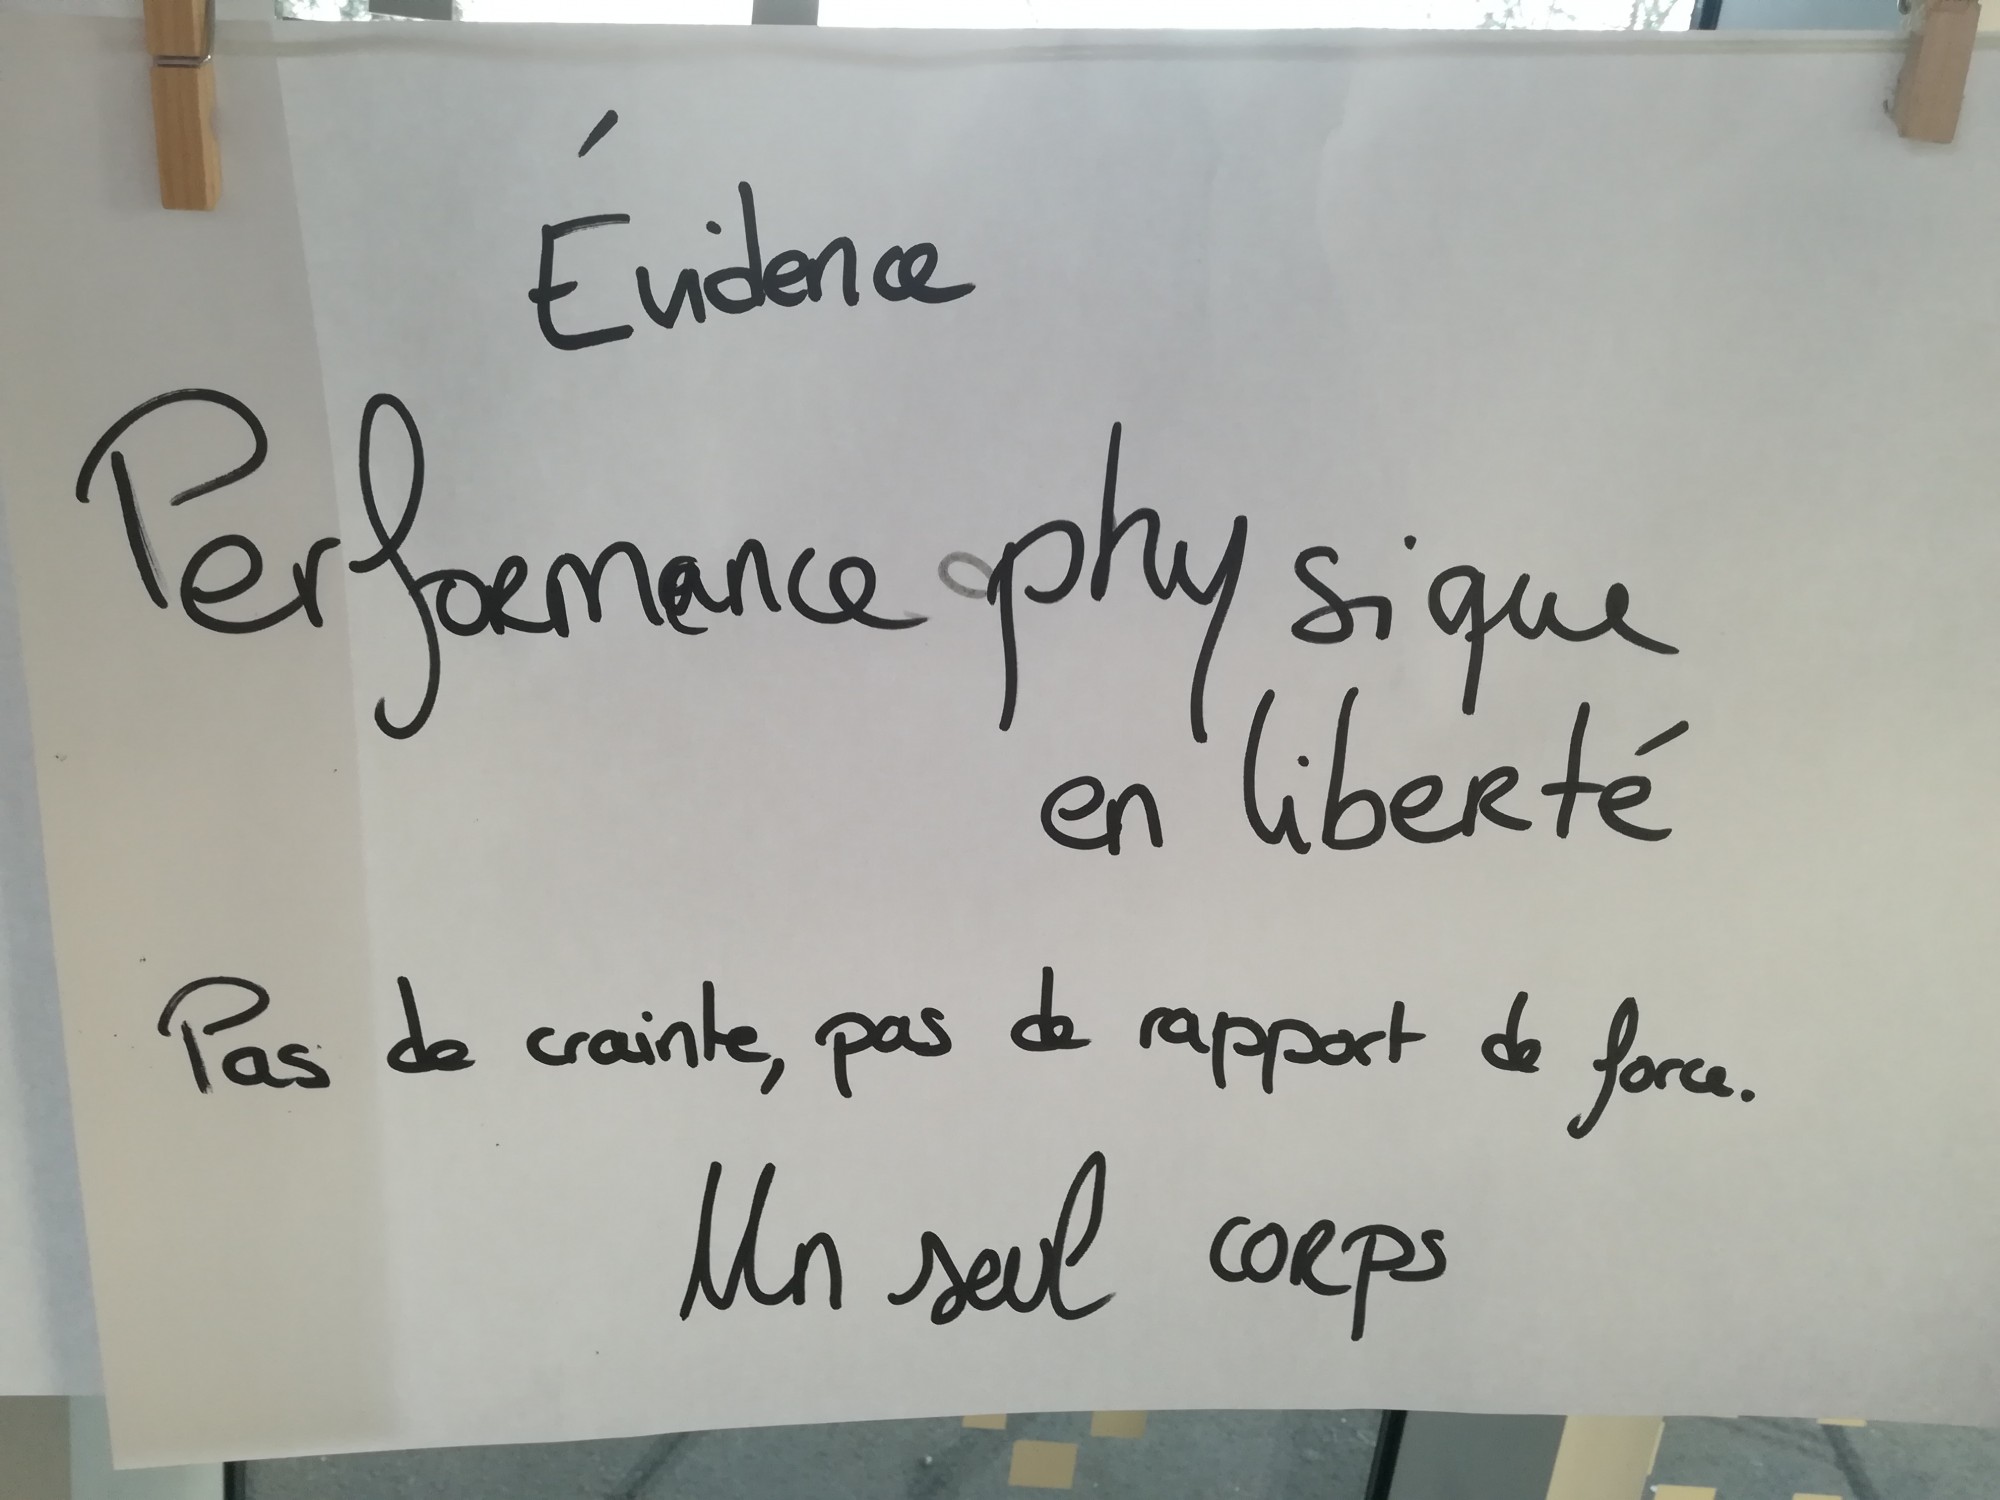 Évidence
Performance physique
en liberté
Pas de crainte, pas de rapport de force.
Un seul corps